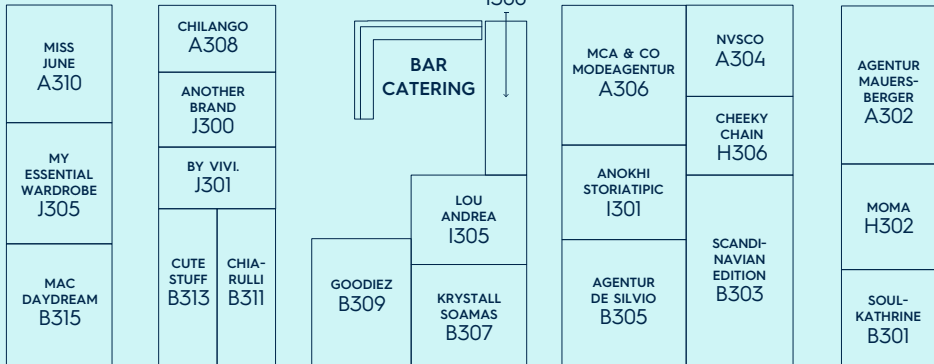 MISS
JUNE
A310
MY
ESSENTIAL
WARDROBE
J305
MAC
DAYDREAM
B315
CHILANGO
A308
ANOTHER
BRAND
J300
BY VIVI.
J301
CUTE
STUFF
B313
CHIA-
RULLI
B311
BAR
CATERING
GOODIEZ
B309
LOU
ANDREA
I305
KRYSTALL
SOAMAS
B307
MCA & CO
MODEAGENTUR
A306
ANOKHI
STORIATIPIC
I301
AGENTUR
DE SILVIO
B305
NVSCO
A304
CHEEKY
CHAIN
H306
SCANDI-
NAVIAN
EDITION
B303
AGENTUR
MAUERS-
BERGER
A302
MOMA
H302
SOUL-
KATHRINE
B301